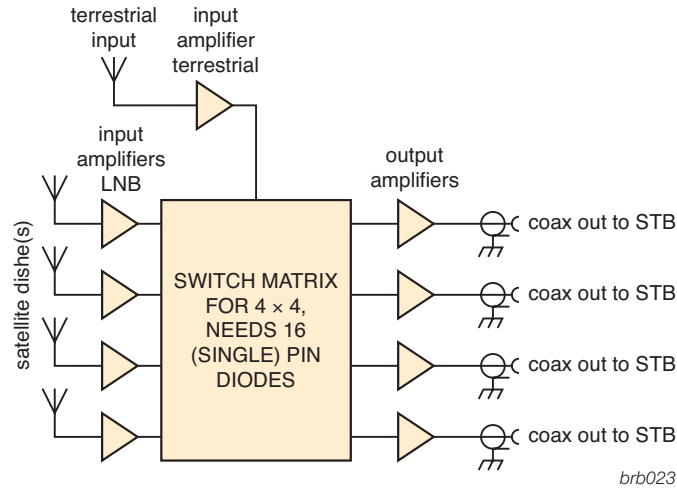 terrestrial
input
input
amplifier
terrestrial
input
amplifiers
LNB
output
amplifiers
satellite dishe(s)
SWITCH MATRIX
FOR 4 × 4,
NEEDS 16
(SINGLE) PIN
DIODES
coax out to STB
coax out to STB
coax out to STB
coax out to STB
brb023